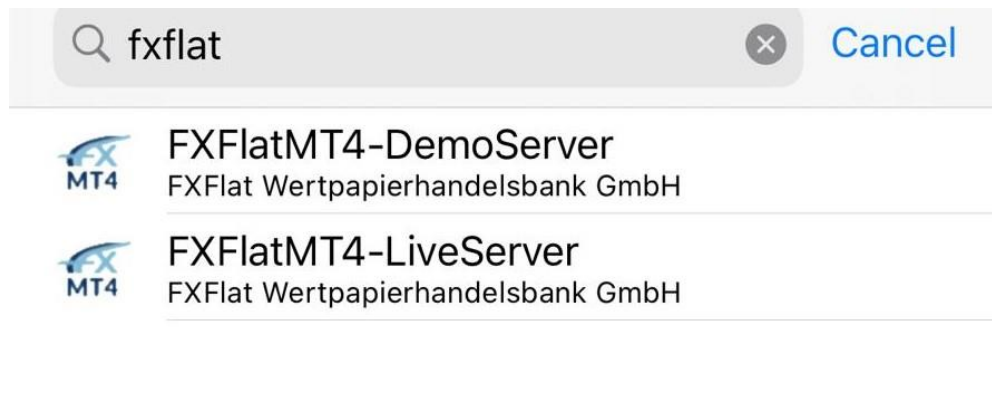 fxflat
Cancel
FXFlatMT4-DemoServer
FX
MT4
FXFlat Wertpapierhandelsbank GmbH
FXFlatMT4-LiveServer
FX
MT4
FXFlat Wertpapierhandelsbank GmbH